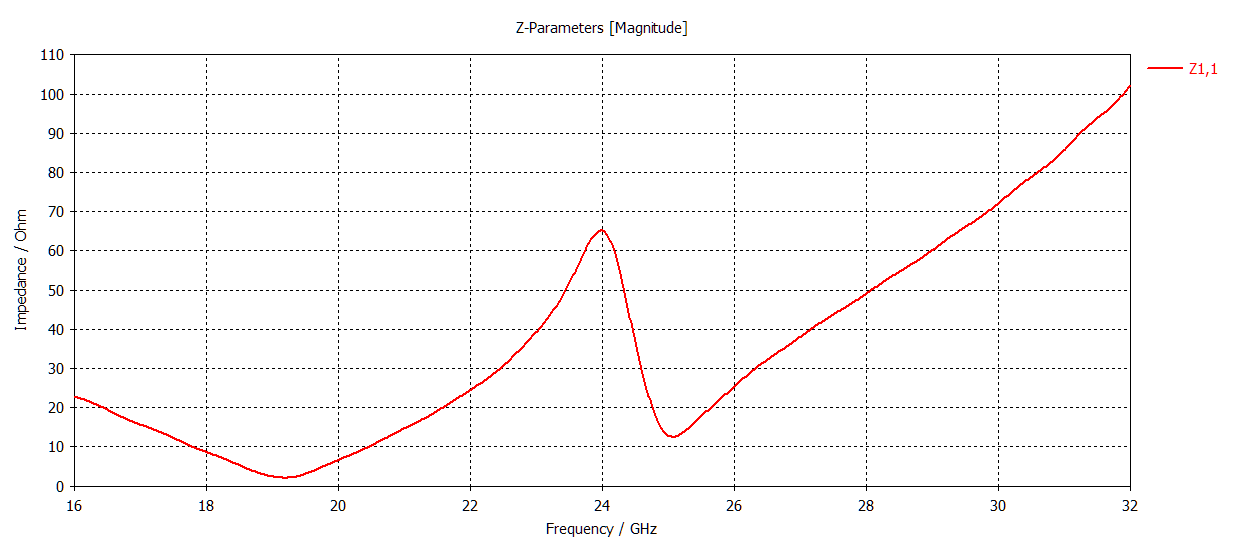 Z-Parameters [Magnitude]
Z1,1
Impedance / Ohm
110
100
90
80
70
60
50
40
30
20
10
0
16 18 20 22 24 26 28 30 32
Frequency / GHz